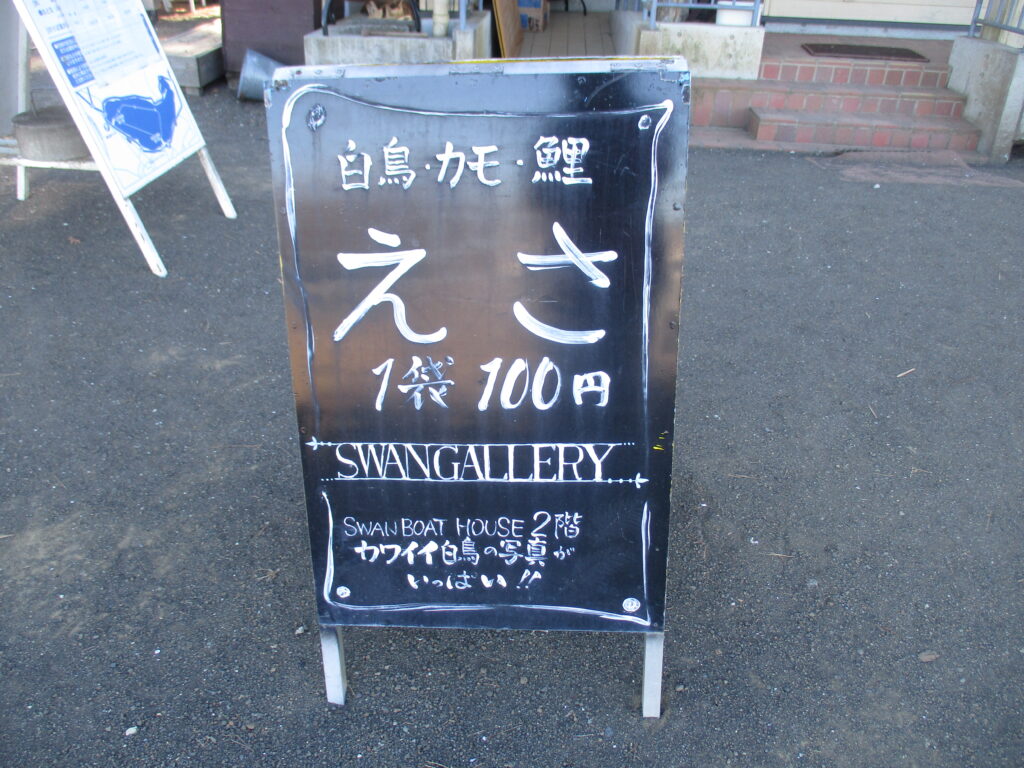 白鳥・カモ・鯉
えさ
1袋 100円
SWANGALLERY
SWAN BOAT HOUSE 2階
カワイイ白鳥の写真が
いっぱい!!